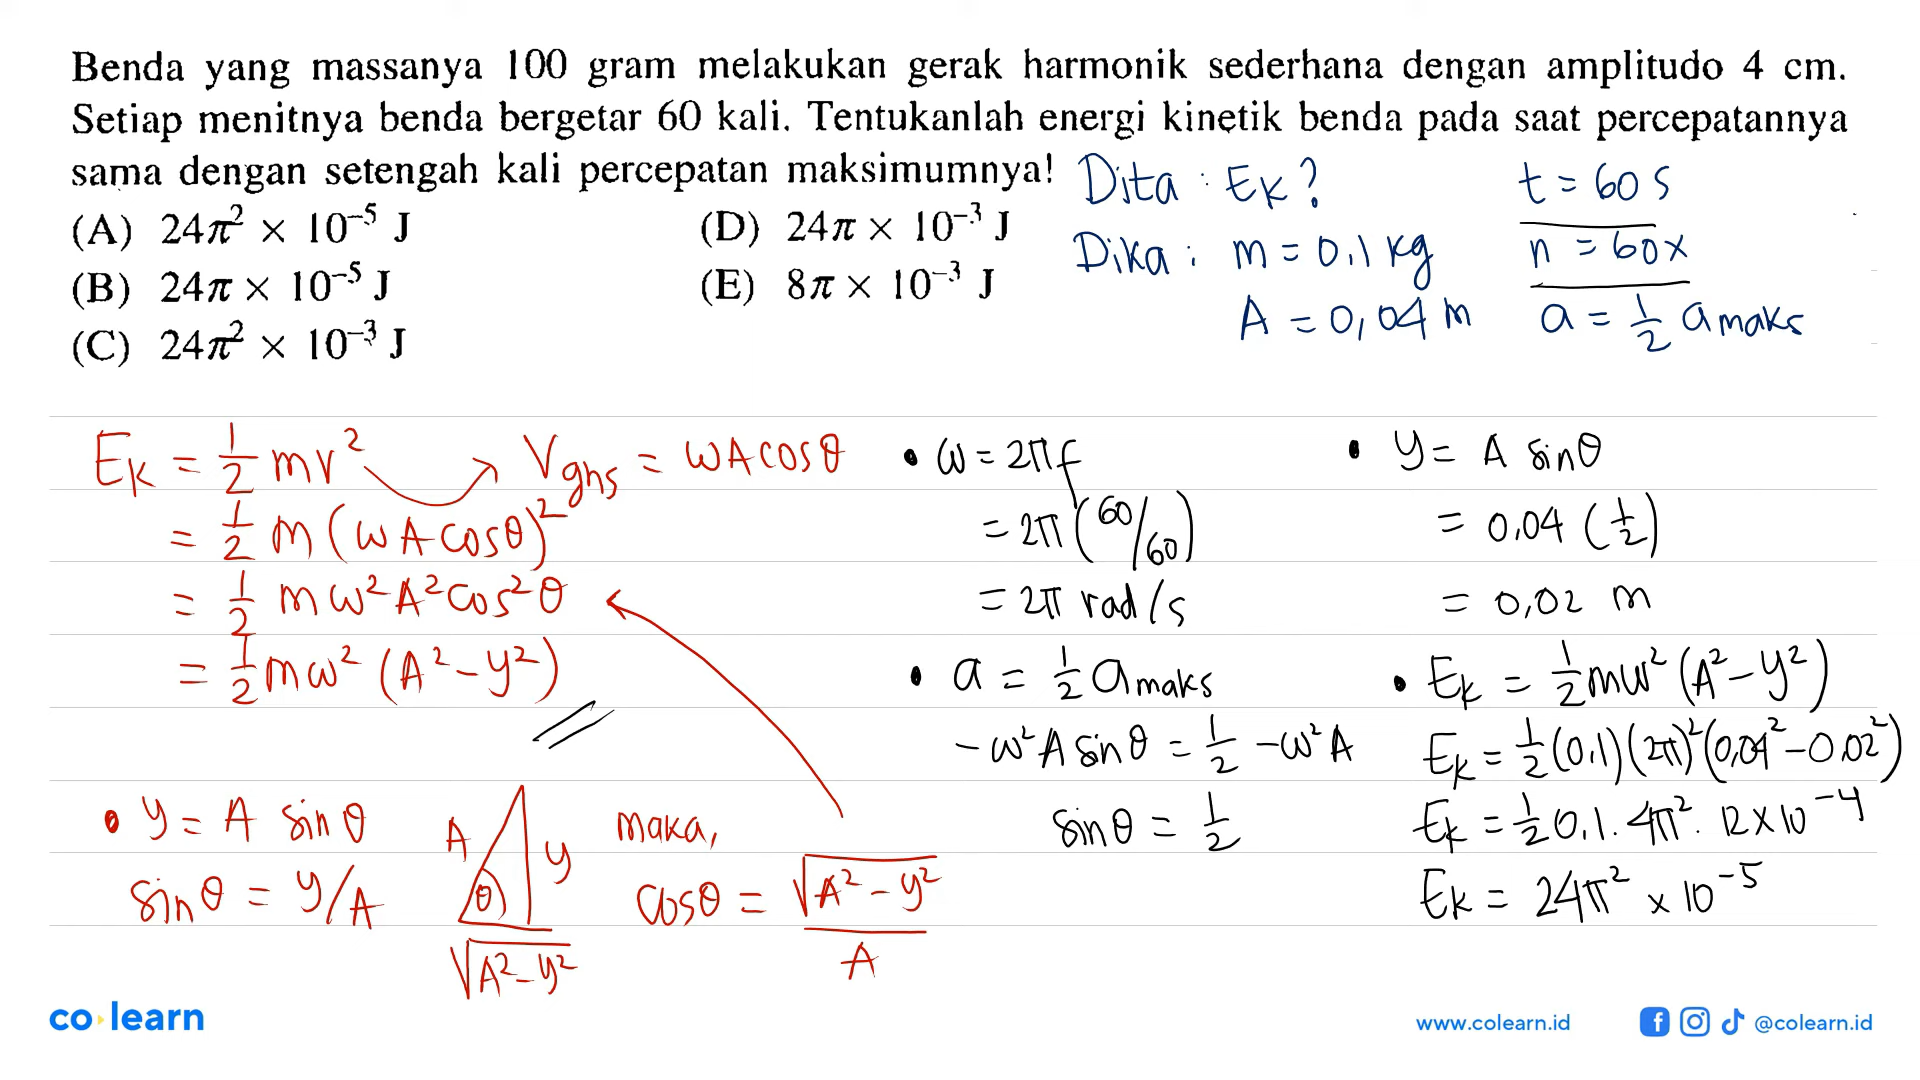 Benda yang massanya 100 gram melakukan gerak harmonik sederhana dengan amplitudo 4 cm.
Setiap menitnya benda bergetar 60 kali. Tentukanlah energi kinetik benda pada saat percepatannya
sama dengan setengah kali percepatan maksimumnya!
(A) 24π² × 10⁻⁵ J
(B) 24π × 10⁻⁵ J
(C) 24π² × 10⁻³ J
(D) 24π × 10⁻³ J
(E) 8π × 10⁻³ J
Dita : Ek?
Dika : m = 0,1 kg
A = 0,04 m
t = 60 s
n = 60x
a = 1/2 a maks
Ek = 1/2 mv² → Vghs = ωA cos θ
= 1/2 m (ωA cos θ)²
= 1/2 mω²A²cos²θ
= 1/2 mω² (A² - y²)
• y = A sin θ
sin θ = y/A
A
y
θ
√A² - y²
maka,
cos θ = √A² - y² / A
• ω = 2πf
= 2π (60/60)
= 2π rad/s
• a = 1/2 a maks
-ω²A sin θ = 1/2 -ω²A
sin θ = 1/2
• y = A sin θ
= 0,04 (1/2)
= 0,02 m
• Ek = 1/2 mω² (A² - y²)
Ek = 1/2 (0,1) (2π)² (0,04² - 0,02²)
Ek = 1/2 0,1 . 4π² . 12 x 10⁻⁴
Ek = 24π² x 10⁻⁵
co learn
www.colearn.id
@colearn.id